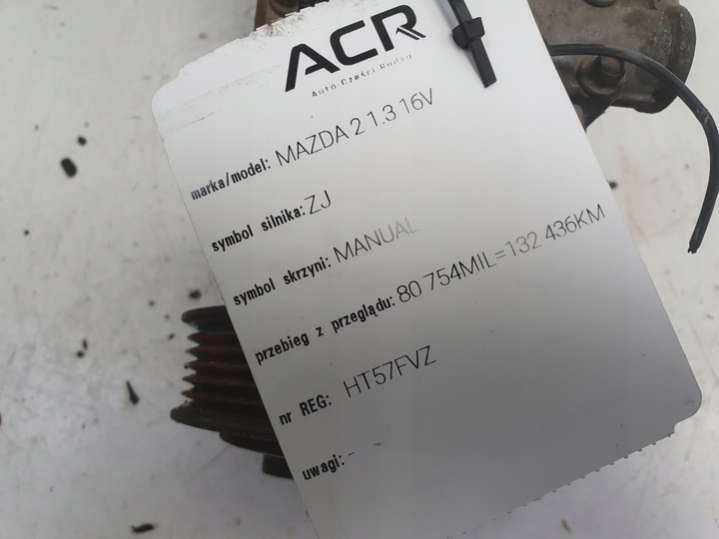 ACR
Auto Części Radom
marka/model: MAZDA 2 1.3 16V
symbol silnika: ZJ
symbol skrzyni: MANUAL
przebieg z przeglądu: 80 754MIL=132 436KM
nr REG: HT57FVZ
uwagi: -